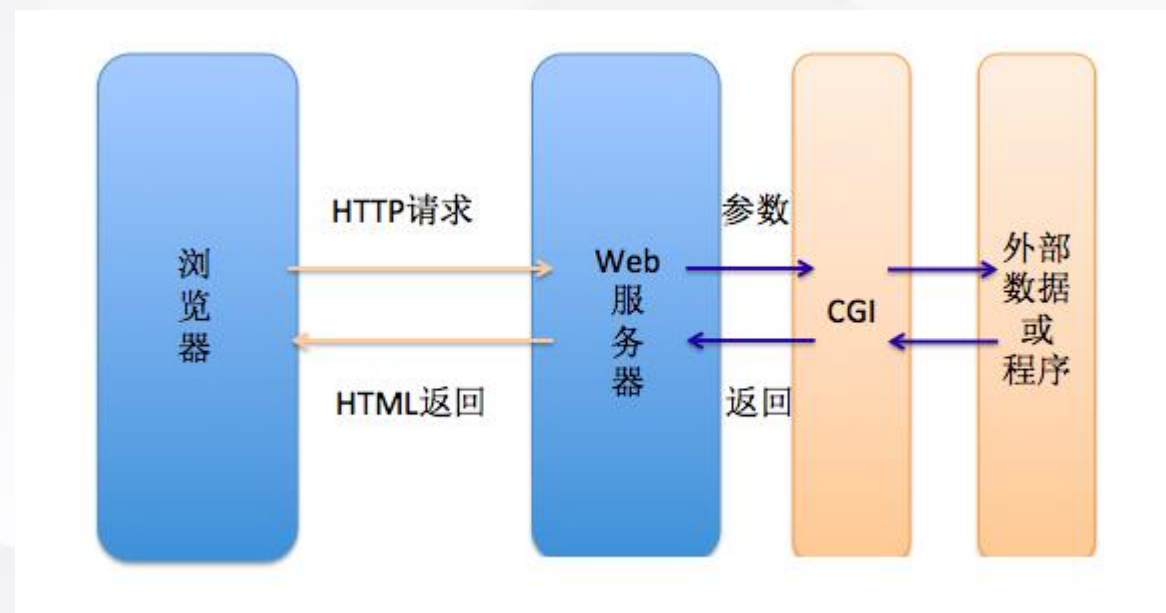 浏
览
器
HTTP请求
HTML返回
Web
服
务
器
参数
返回
CGI
外部
数据
或
程序